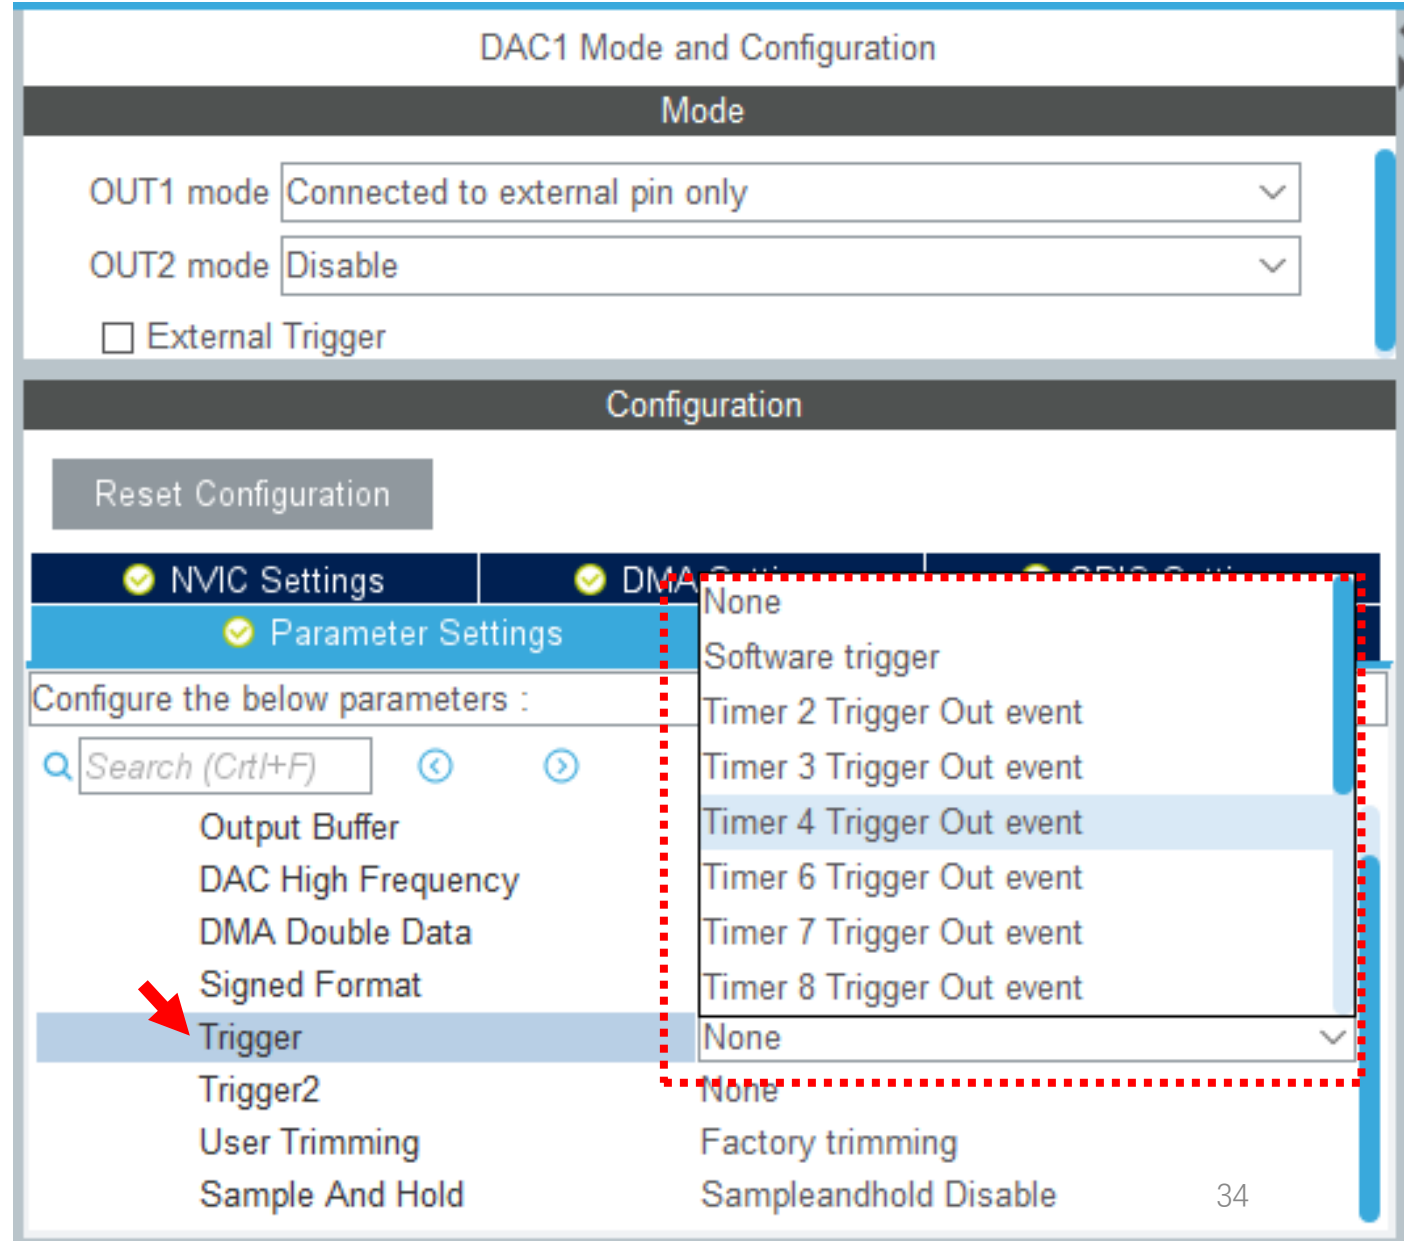 DAC1 Mode and Configuration
Mode
OUT1 mode Connected to external pin only
OUT2 mode Disable
External Trigger
Configuration
Reset Configuration
NVIC Settings
DMA
Parameter Settings
None
Software trigger
Timer 2 Trigger Out event
Timer 3 Trigger Out event
Timer 4 Trigger Out event
Timer 6 Trigger Out event
Timer 7 Trigger Out event
Timer 8 Trigger Out event
Configure the below parameters :
Search (Crtl+F)
Output Buffer
DAC High Frequency
DMA Double Data
Signed Format
Trigger None
Trigger2 None
User Trimming Factory trimming
Sample And Hold Sampleandhold Disable
34